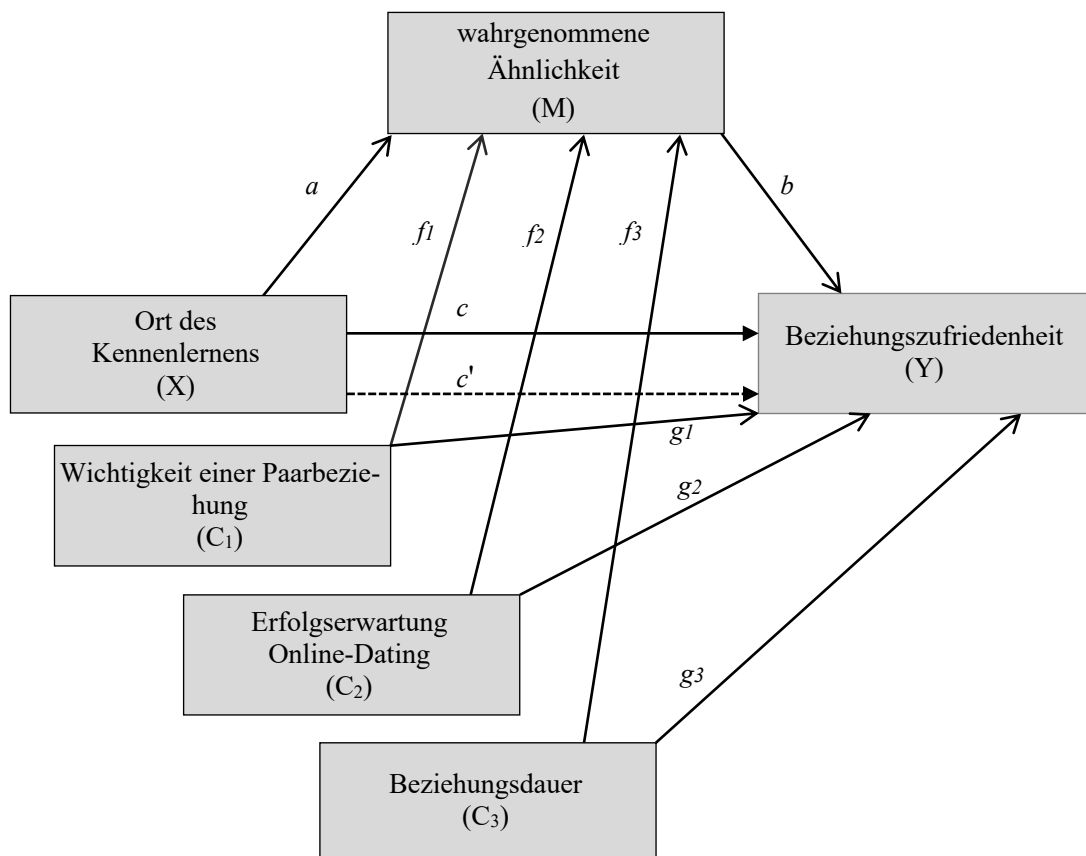 wahrgenommene
Ähnlichkeit
(M)
a
b
f1
f2
f3
Ort des
Kennenlernens
(X)
c
c'
Beziehungszufriedenheit
(Y)
g1
Wichtigkeit einer Paarbezie-
hung
(C₁)
g2
Erfolgserwartung
Online-Dating
(C₂)
g3
Beziehungsdauer
(C₃)